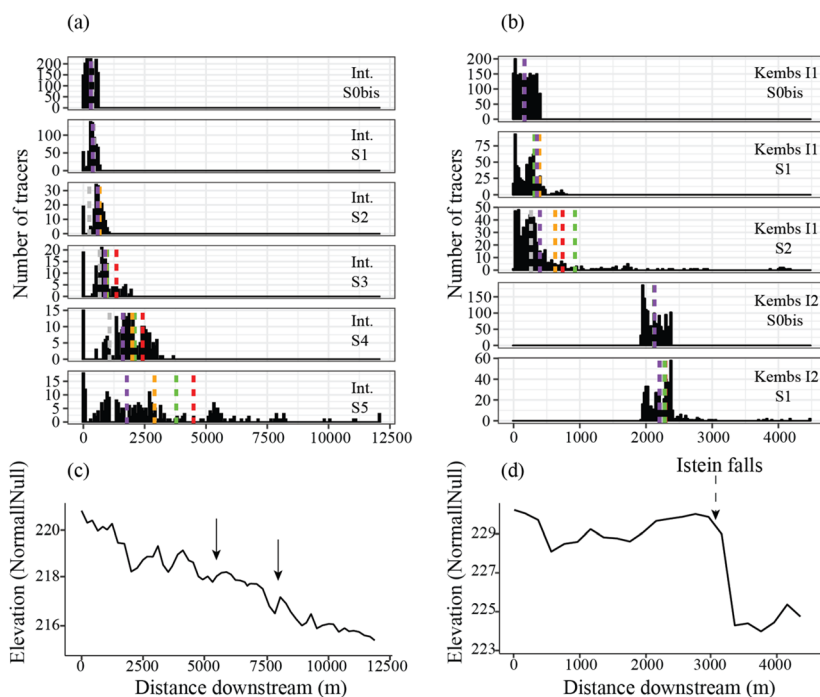 (a)
200
150
100
50
0
Int.
S0bis
100
50
0
Int.
S1
30
20
10
0
Int.
S2
20
15
10
5
0
Int.
S3
15
10
5
0
Int.
S4
15
10
5
0
Int.
S5
Number of tracers
0
2500
5000
7500
10000
12500
(b)
200
150
100
50
0
Kembs I1
S0bis
75
50
25
0
Kembs I1
S1
50
40
30
20
10
0
Kembs I1
S2
150
100
50
0
Kembs I2
S0bis
60
40
20
0
Kembs I2
S1
Number of tracers
0
1000
2000
3000
4000
(c)
Elevation (NormallNull)
220
218
216
0
2500
5000
7500
10000
12500
Distance downstream (m)
(d)
Istein falls
Elevation (NormallNull)
229
227
225
223
0
1000
2000
3000
4000
Distance downstream (m)